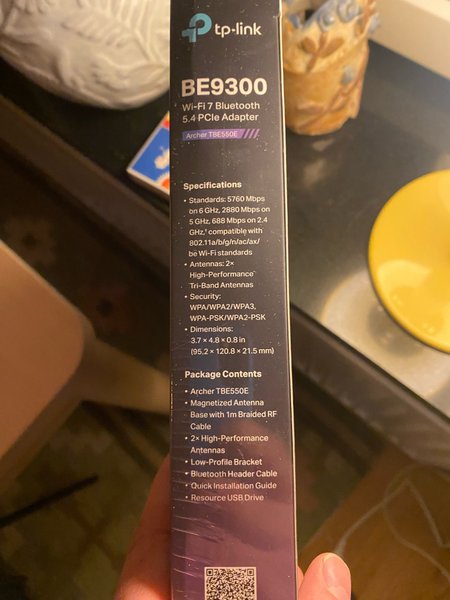 tp-link
BE9300
Wi-Fi 7 Bluetooth
5.4 PCIe Adapter
Archer TBE550E
Specifications
• Standards: 5760 Mbps
on 6 GHz, 2880 Mbps on
5 GHz, 688 Mbps on 2.4
GHz,† compatible with
802.11a/b/g/n/ac/ax/
be Wi-Fi standards
• Antennas: 2×
High-Performance
Tri-Band Antennas
• Security:
WPA/WPA2/WPA3,
WPA-PSK/WPA2-PSK
• Dimensions:
3.7 × 4.8 × 0.8 in
(95.2 × 120.8 × 21.5 mm)
Package Contents
• Archer TBE550E
• Magnetized Antenna
Base with 1m Braided RF
Cable
• 2× High-Performance
Antennas
• Low-Profile Bracket
• Bluetooth Header Cable
• Quick Installation Guide
• Resource USB Drive